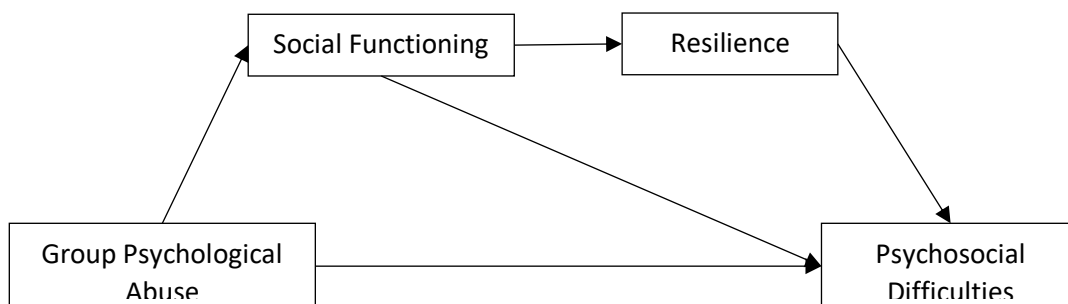 Social Functioning
Resilience
Group Psychological
Abuse
Psychosocial
Difficulties